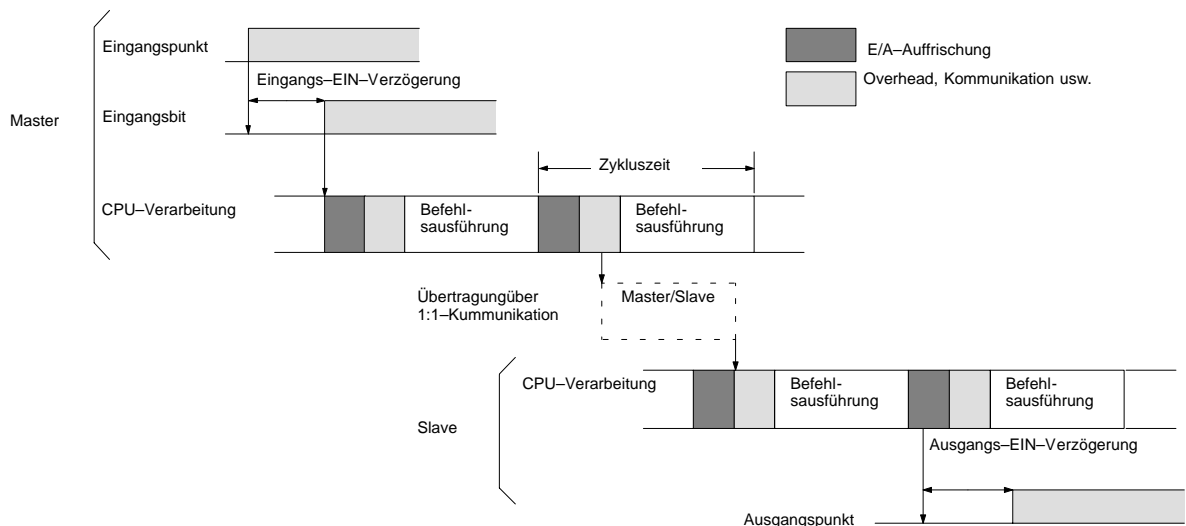 Eingangspunkt
E/A–Auffrischung
Eingangs–EIN–Verzögerung
Overhead, Kommunikation usw.
Master
Eingangsbit
Zykluszeit
CPU–Verarbeitung
Befehl-
sausführung
Befehl-
sausführung
Übertragungüber
1:1–Kummunikation
Master/Slave
CPU–Verarbeitung
Befehl-
sausführung
Befehl-
sausführung
Slave
Ausgangs–EIN–Verzögerung
Ausgangspunkt